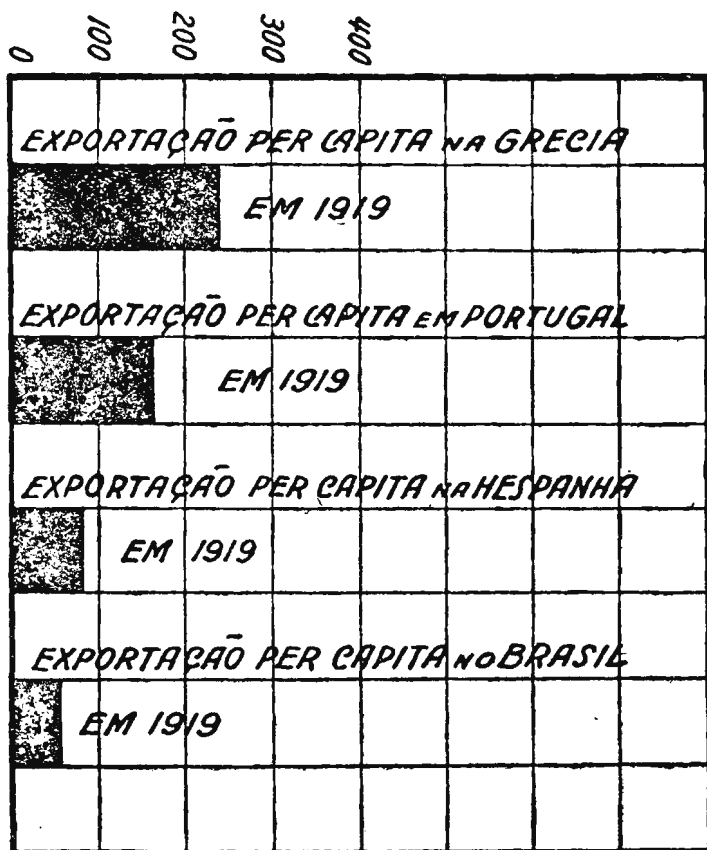 0 100 200 300 400
EXPORTAÇÃO PER CAPITA NA GRECIA
EM 1919
EXPORTAÇÃO PER CAPITA EM PORTUGAL
EM 1919
EXPORTAÇÃO PER CAPITA NA HESPANHA
EM 1919
EXPORTAÇÃO PER CAPITA NO BRASIL
EM 1919